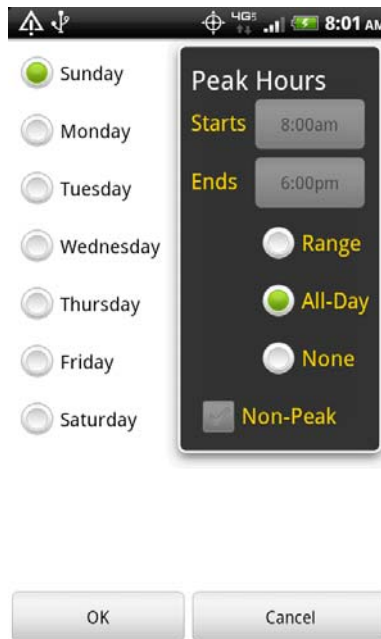 4G 8:01 AM
Sunday
Monday
Tuesday
Wednesday
Thursday
Friday
Saturday
Peak Hours
Starts 8:00am
Ends 6:00pm
Range
All-Day
None
Non-Peak
OK Cancel